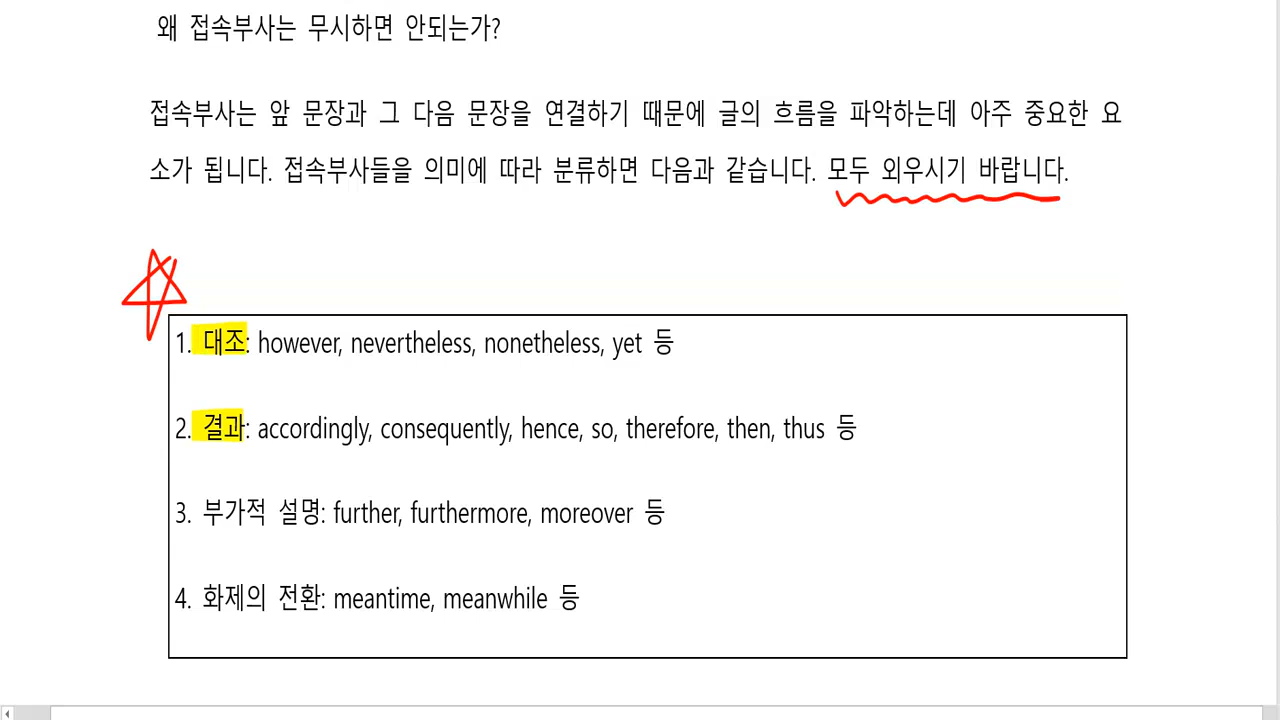 왜 접속부사는 무시하면 안되는가?
접속부사는 앞 문장과 그 다음 문장을 연결하기 때문에 글의 흐름을 파악하는데 아주 중요한 요
소가 됩니다. 접속부사들을 의미에 따라 분류하면 다음과 같습니다. 모두 외우시기 바랍니다.
1. 대조: however, nevertheless, nonetheless, yet 등
2. 결과: accordingly, consequently, hence, so, therefore, then, thus 등
3. 부가적 설명: further, furthermore, moreover 등
4. 화제의 전환: meantime, meanwhile 등